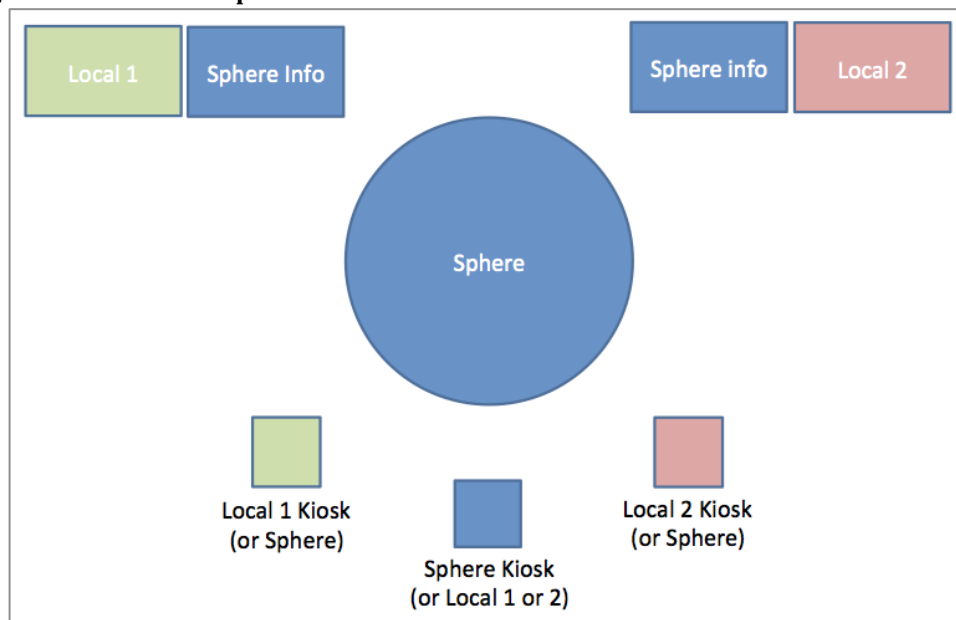 Local 1
Sphere Info
Sphere info
Local 2
Sphere
Local 1 Kiosk
(or Sphere)
Local 2 Kiosk
(or Sphere)
Sphere Kiosk
(or Local 1 or 2)